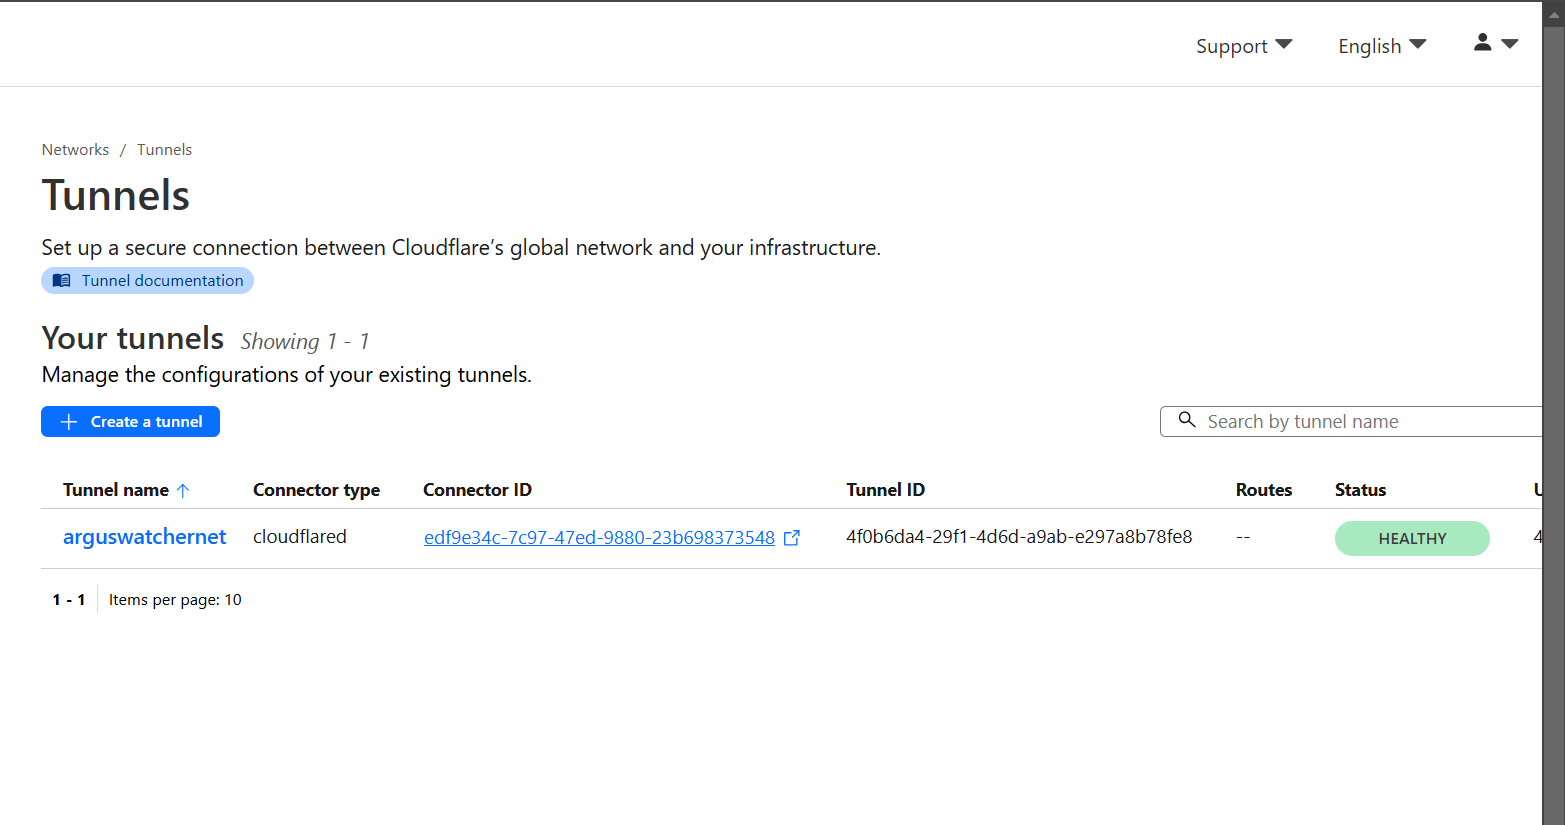 Support English
Networks / Tunnels
Tunnels
Set up a secure connection between Cloudflare’s global network and your infrastructure.
Tunnel documentation
Your tunnels Showing 1 - 1
Manage the configurations of your existing tunnels.
Create a tunnel Search by tunnel name
Tunnel name Connector type Connector ID Tunnel ID Routes Status
arguswatchernet cloudflared edf9e34c-7c97-47ed-9880-23b698373548 4f0b6da4-29f1-4d6d-a9ab-e297a8b78fe8 -- HEALTHY 4
1 - 1 Items per page: 10